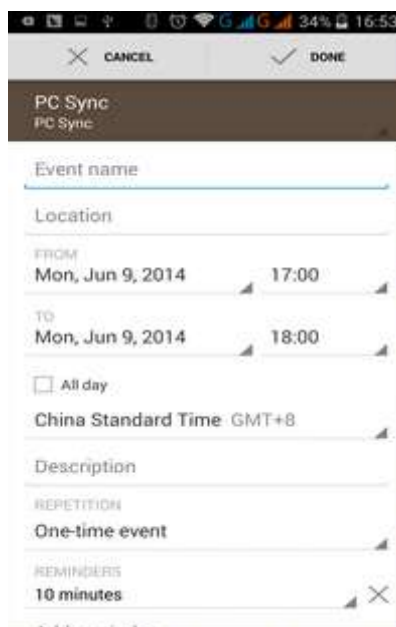 G G 34% 16:53
CANCEL DONE
PC Sync
PC Sync
Event name
Location
FROM
Mon, Jun 9, 2014 17:00
TO
Mon, Jun 9, 2014 18:00
All day
China Standard Time GMT+8
Description
REPETITION
One-time event
REMINDERS
10 minutes